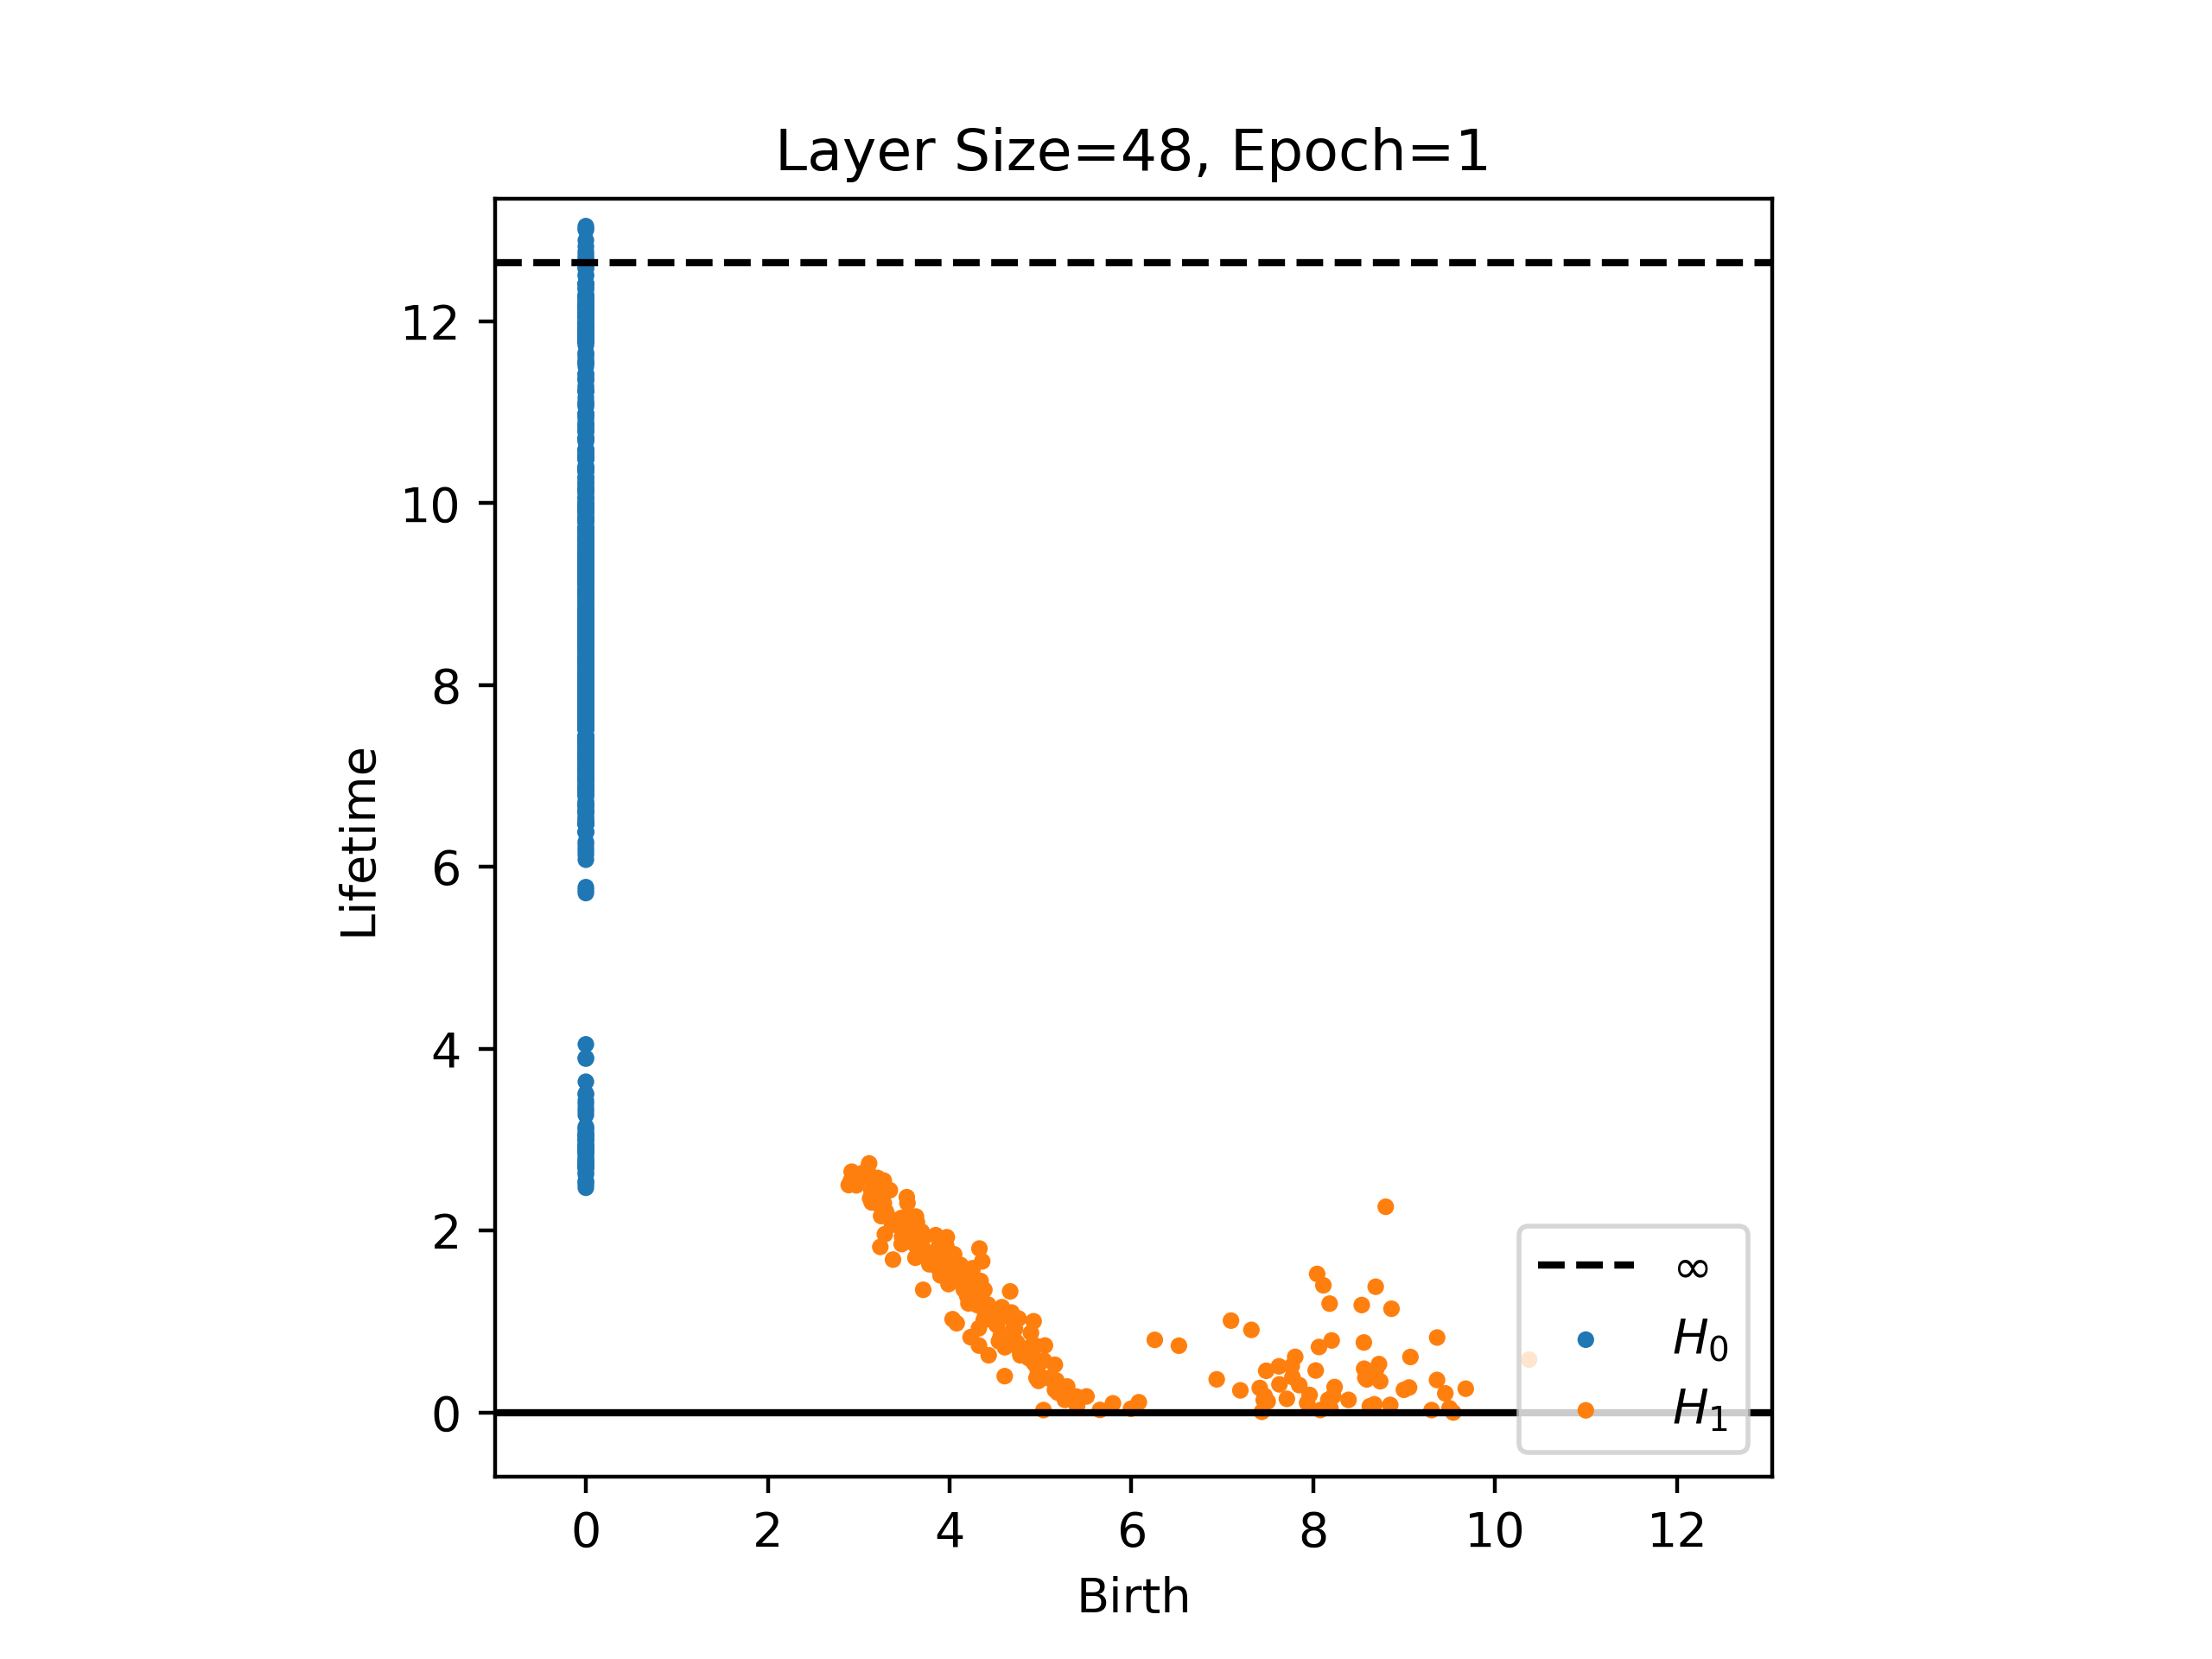 Layer Size=48, Epoch=1
Lifetime
12
10
8
6
4
2
0
0 2 4 6 8 10 12
Birth
∞
H₀
H₁